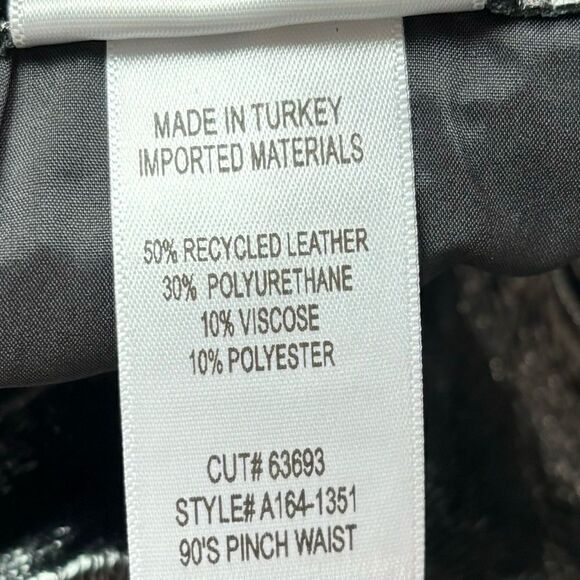 MADE IN TURKEY
IMPORTED MATERIALS
50% RECYCLED LEATHER
30% POLYURETHANE
10% VISCOSE
10% POLYESTER
CUT# 63693
STYLE# A164-1351
90'S PINCH WAIST